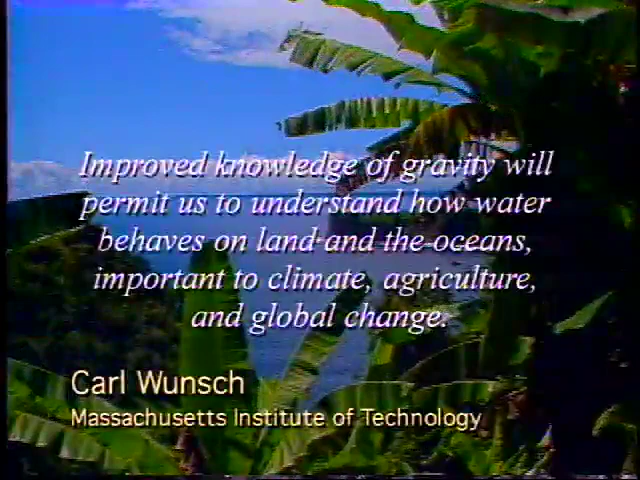 Improved knowledge of gravity will
permit us to understand how water
behaves on land and the oceans,
important to climate, agriculture,
and global change.
Carl Wunsch
Massachusetts Institute of Technology